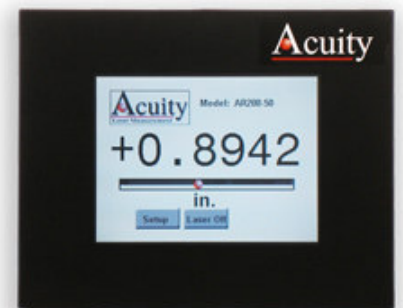 Acuity
Acuity Model: AR200-50
Laser Measurement
+0.8942
in.
Setup Laser Off